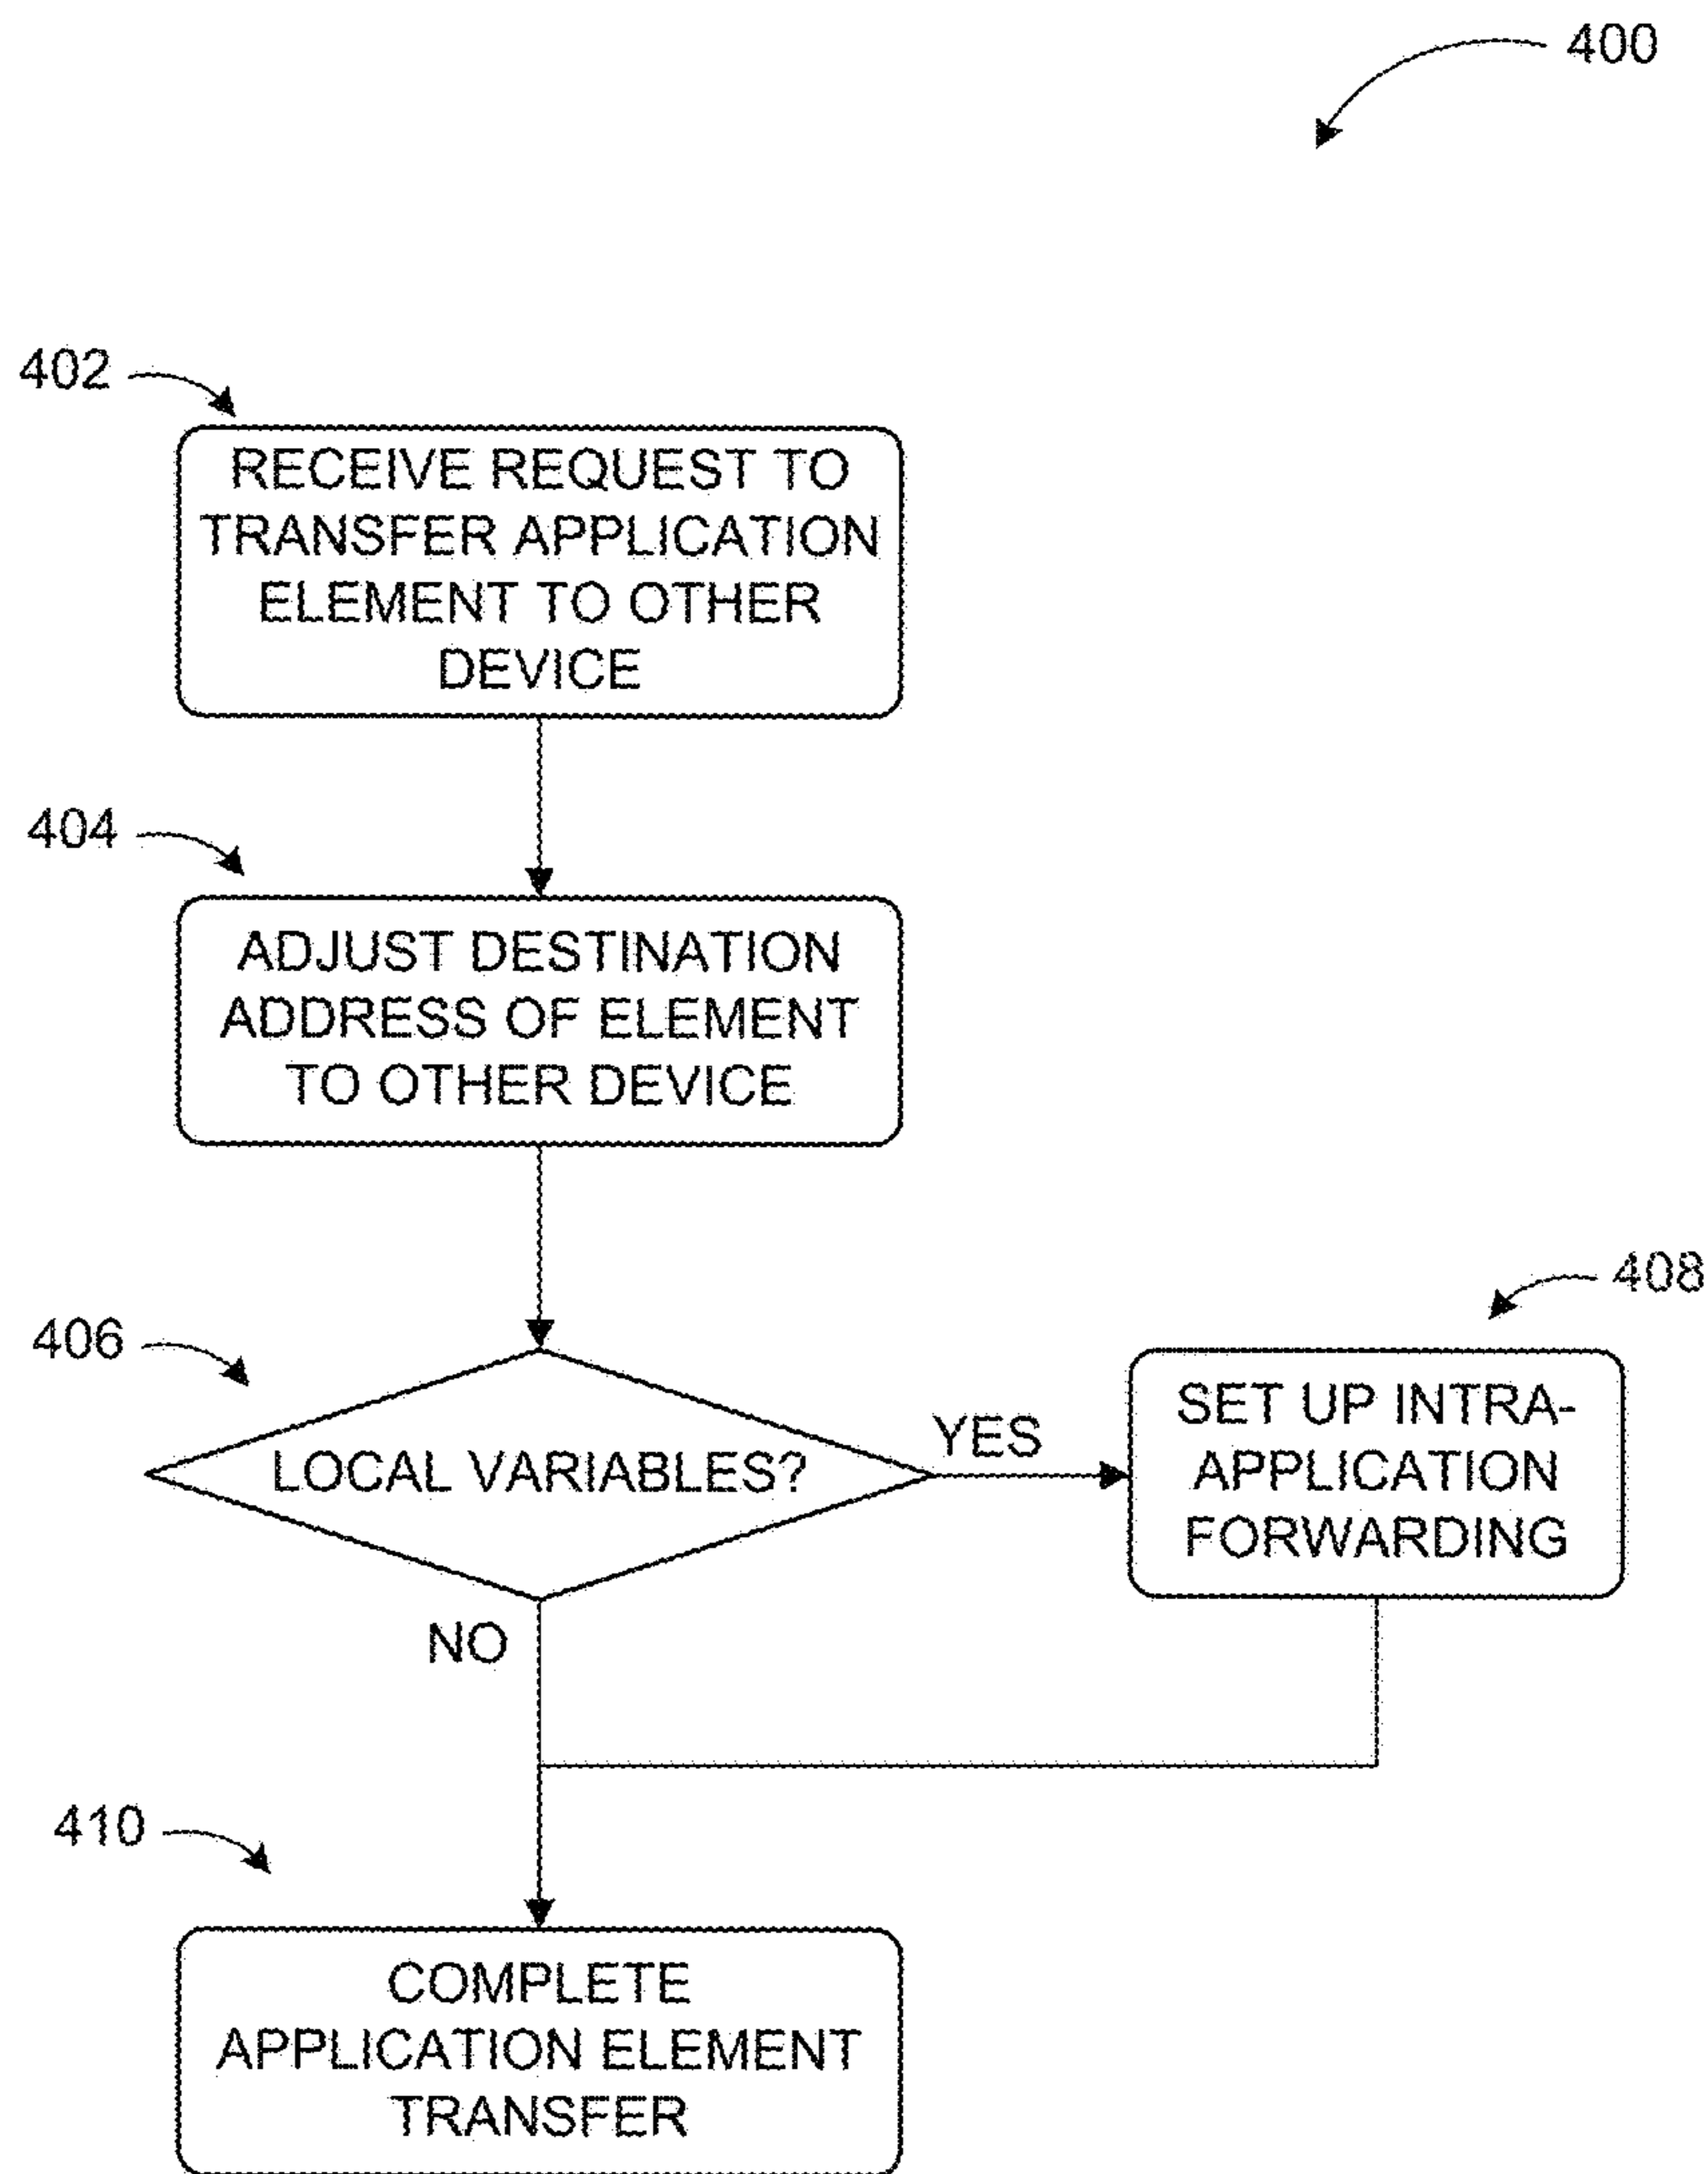 400
402
RECEIVE REQUEST TO
TRANSFER APPLICATION
ELEMENT TO OTHER
DEVICE
404
ADJUST DESTINATION
ADDRESS OF ELEMENT
TO OTHER DEVICE
406
LOCAL VARIABLES?
YES
408
SET UP INTRA-
APPLICATION
FORWARDING
NO
410
COMPLETE
APPLICATION ELEMENT
TRANSFER